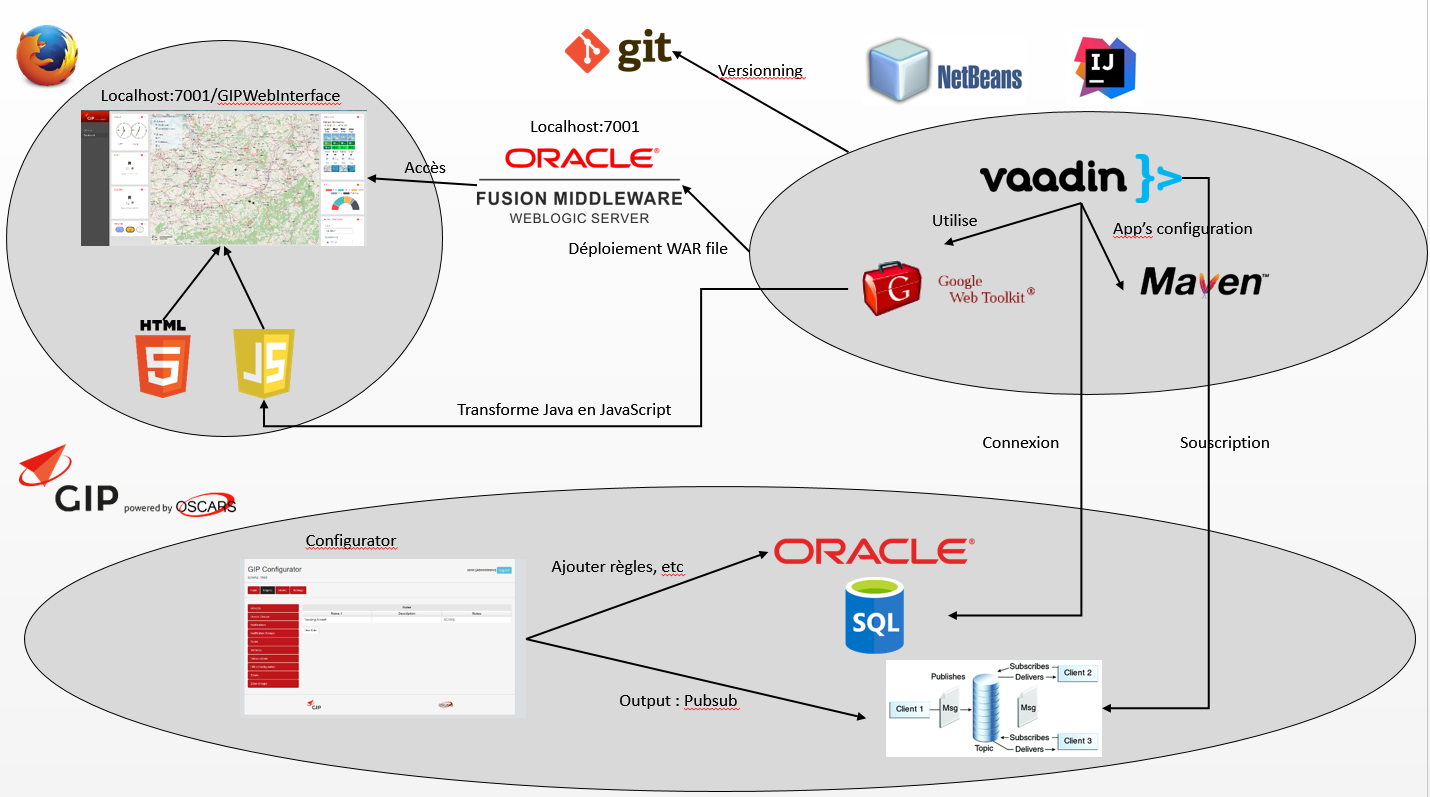 git
NetBeans
IJ
Localhost:7001/GIPWebInterface
Versionning
Localhost:7001
ORACLE®
FUSION MIDDLEWARE
WEBLOGIC SERVER
Accès
Déploiement WAR file
vaadin }>
Utilise
App's configuration
Google
Web Toolkit®
Maven™
HTML
5
JS
Transforme Java en JavaScript
Connexion
Souscription
GIP powered by OSCARS
Configurator
GIP Configurator
Ajouter règles, etc
ORACLE®
SQL
Output : Pubsub
Publishes
Subscribes
Delivers
Client 2
Client 1
Msg
Msg
Topic
Subscribes
Delivers
Client 3
GIP